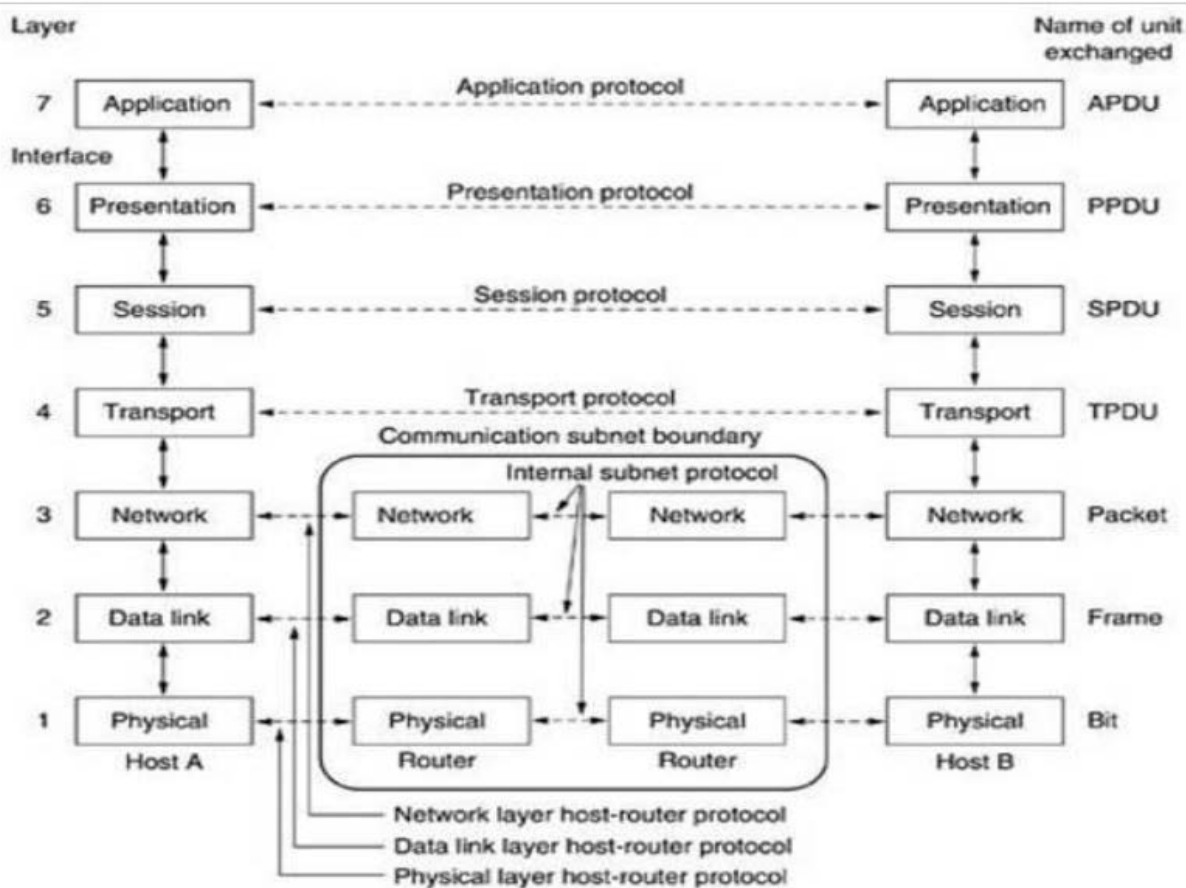 Layer
Name of unit
exchanged
7 Application Application protocol Application APDU
Interface
6 Presentation Presentation protocol Presentation PPDU
5 Session Session protocol Session SPDU
4 Transport Transport protocol Transport TPDU
Communication subnet boundary
Internal subnet protocol
3 Network Network Network Network Packet
2 Data link Data link Data link Data link Frame
1 Physical Physical Physical Physical Bit
Host A Router Router Host B
Network layer host-router protocol
Data link layer host-router protocol
Physical layer host-router protocol